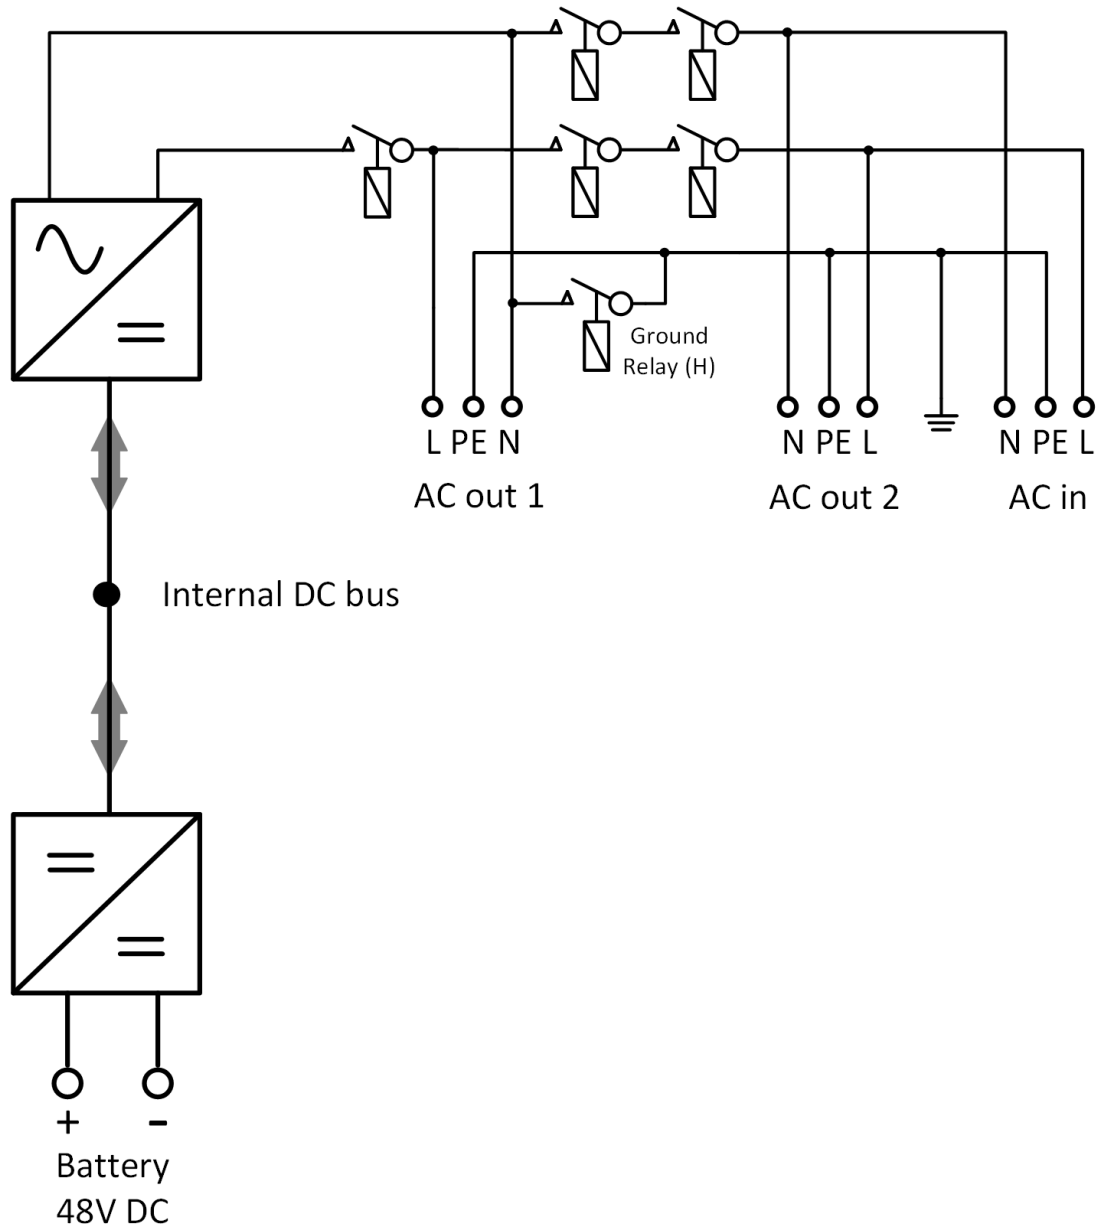 Ground
Relay (H)
L PE N
N PE L
N PE L
AC out 1
AC out 2
AC in
Internal DC bus
+ -
Battery
48V DC